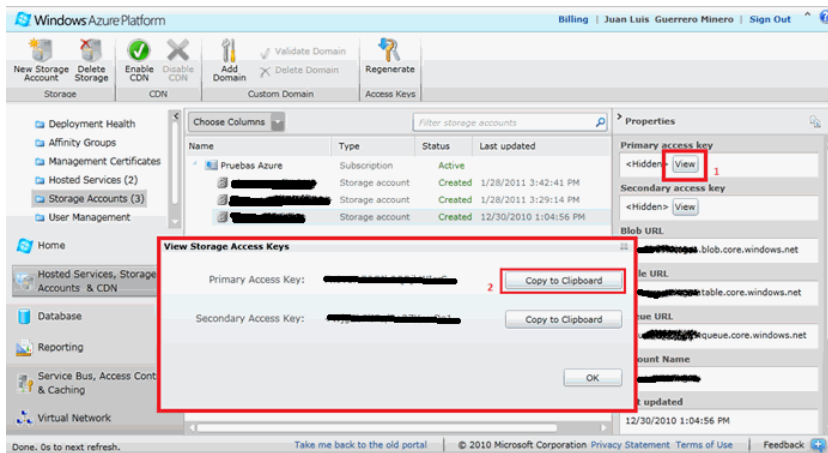 Windows Azure Platform
Billing | Juan Luis Guerrero Minero | Sign Out
New Storage Account
Delete Storage
Enable CDN
Disable CDN
Add Domain
Validate Domain
Delete Domain
Regenerate
Storage
CDN
Custom Domain
Access Keys
Deployment Health
Affinity Groups
Management Certificates
Hosted Services (2)
Storage Accounts (3)
User Management
Home
Hosted Services, Storage Accounts & CDN
Database
Reporting
Service Bus, Access Cont & Caching
Virtual Network
Choose Columns
Filter storage accounts
Name Type Status Last updated
Pruebas Azure Subscription Active
Storage account Created 1/28/2011 3:42:41 PM
Storage account Created 1/28/2011 3:29:14 PM
Storage account Created 12/30/2010 1:04:56 PM
Properties
Primary access key
<Hidden> View 1
Secondary access key
<Hidden> View
Blob URL
.blob.core.windows.net
le URL
table.core.windows.net
eue URL
queue.core.windows.net
ount Name
updated
12/30/2010 1:04:56 PM
View Storage Access Keys
Primary Access Key: 2 Copy to Clipboard
Secondary Access Key: Copy to Clipboard
OK
Done. 0s to next refresh.
Take me back to the old portal | © 2010 Microsoft Corporation Privacy Statement Terms of Use | Feedback